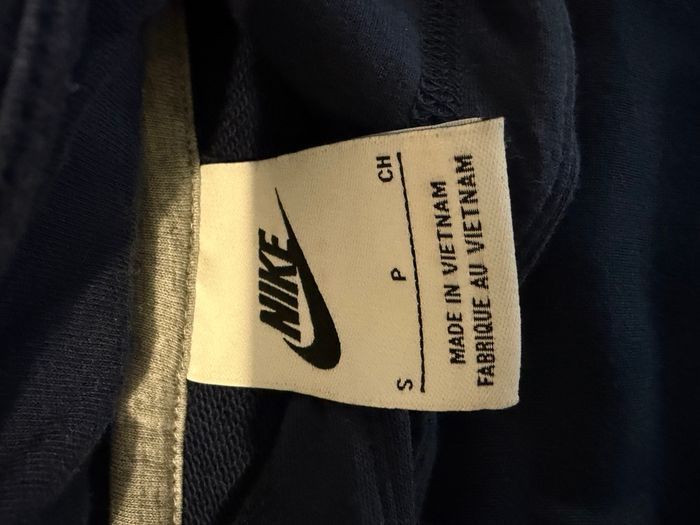 NIKE
S P CH
MADE IN VIETNAM
FABRIQUE AU VIETNAM